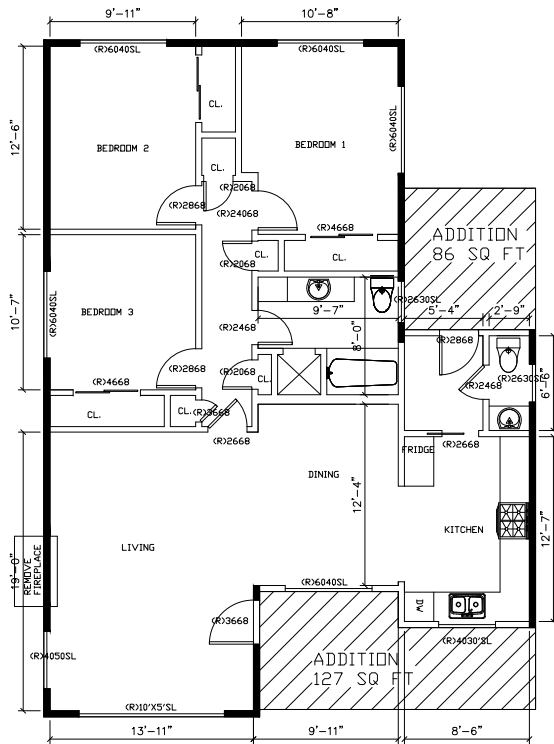 9'-11"
10'-8"
(R)6040SL
(R)6040SL
CL.
12'-6"
BEDROOM 2
BEDROOM 1
(R)6040SL
CL.
(R)2068
(R)2868
(R)24068
(R)4668
ADDITION
86 SQ FT
(R)2068
CL.
CL.
10'-7"
(R)6040SL
BEDROOM 3
9'-7"
(R)2630SL
5'-4"
2'-9"
(R)2468
8'-0"
(R)2868
(R)2868
(R)2068
CL.
(R)2468
(R)2630SL
6'-6"
(R)4668
CL.
CL.
(R)3668
(R)2668
(R)2668
FRIDGE
DINING
12'-4"
KITCHEN
12'-7"
LIVING
19'-0"
REMOVE
FIREPLACE
(R)6040SL
DW
(R)3668
(R)4030'SL
(R)4050SL
ADDITION
127 SQ FT
(R)10'X5'SL
13'-11"
9'-11"
8'-6"